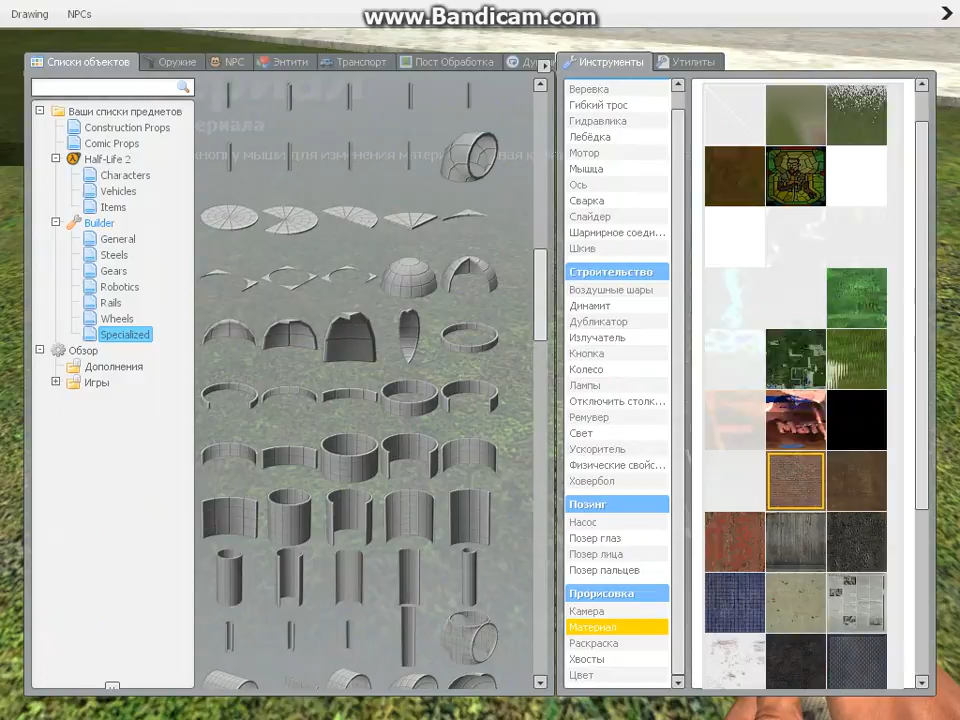 www.Bandicam.com
Drawing NPCs
Списки объектов
Оружие
NPC
Энтити
Транспорт
Пост Обработка
Инструменты
Утилиты
Ваши списки предметов
Construction Props
Comic Props
Half-Life 2
Characters
Vehicles
Items
Builder
General
Steels
Gears
Robotics
Rails
Wheels
Specialized
Обзор
Дополнения
Игры
Веревка
Гибкий трос
Гидравлика
Лебёдка
Мотор
Мышца
Ось
Сварка
Слайдер
Шарнирное соеди...
Шкив
Строительство
Воздушные шары
Динамит
Дубликатор
Излучатель
Кнопка
Колесо
Лампы
Отключить столк...
Ремувер
Свет
Ускоритель
Физические свойс...
Ховербол
Позинг
Насос
Позер глаз
Позер лица
Позер пальцев
Прорисовка
Камера
Материал
Раскраска
Хвосты
Цвет